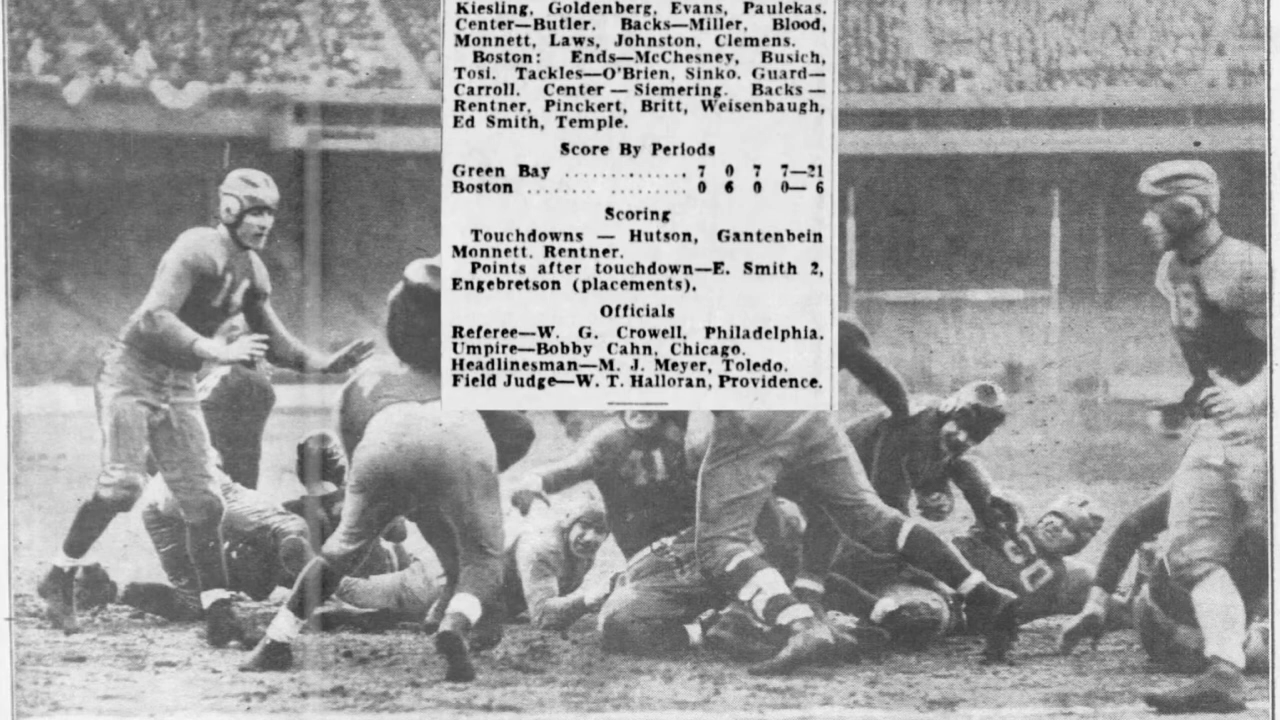 Kiesling, Goldenberg, Evans, Paulekas.
Center—Butler. Backs—Miller, Blood,
Monnett, Laws, Johnston, Clemens.
Boston: Ends—McChesney, Busich,
Tosi. Tackles—O'Brien, Sinko. Guard—
Carroll. Center — Siemering. Backs —
Rentner, Pinckert, Britt, Weisenbaugh,
Ed Smith, Temple.
Score By Periods
Green Bay ............. 7 0 7 7—21
Boston ........ ......... 0 6 0 0— 6
Scoring
Touchdowns — Hutson, Gantenbein
Monnett. Rentner.
Points after touchdown—E. Smith 2,
Engebretson (placements).
Officials
Referee—W. G. Crowell, Philadelphia.
Umpire—Bobby Cahn, Chicago.
Headlinesman—M. J. Meyer, Toledo.
Field Judge—W. T. Halloran, Providence.
41